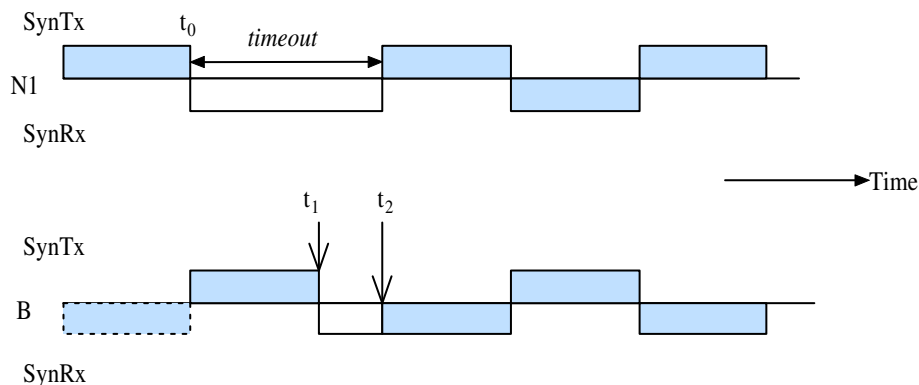 SynTx
t0
timeout
N1
SynRx
Time
t1
t2
SynTx
B
SynRx